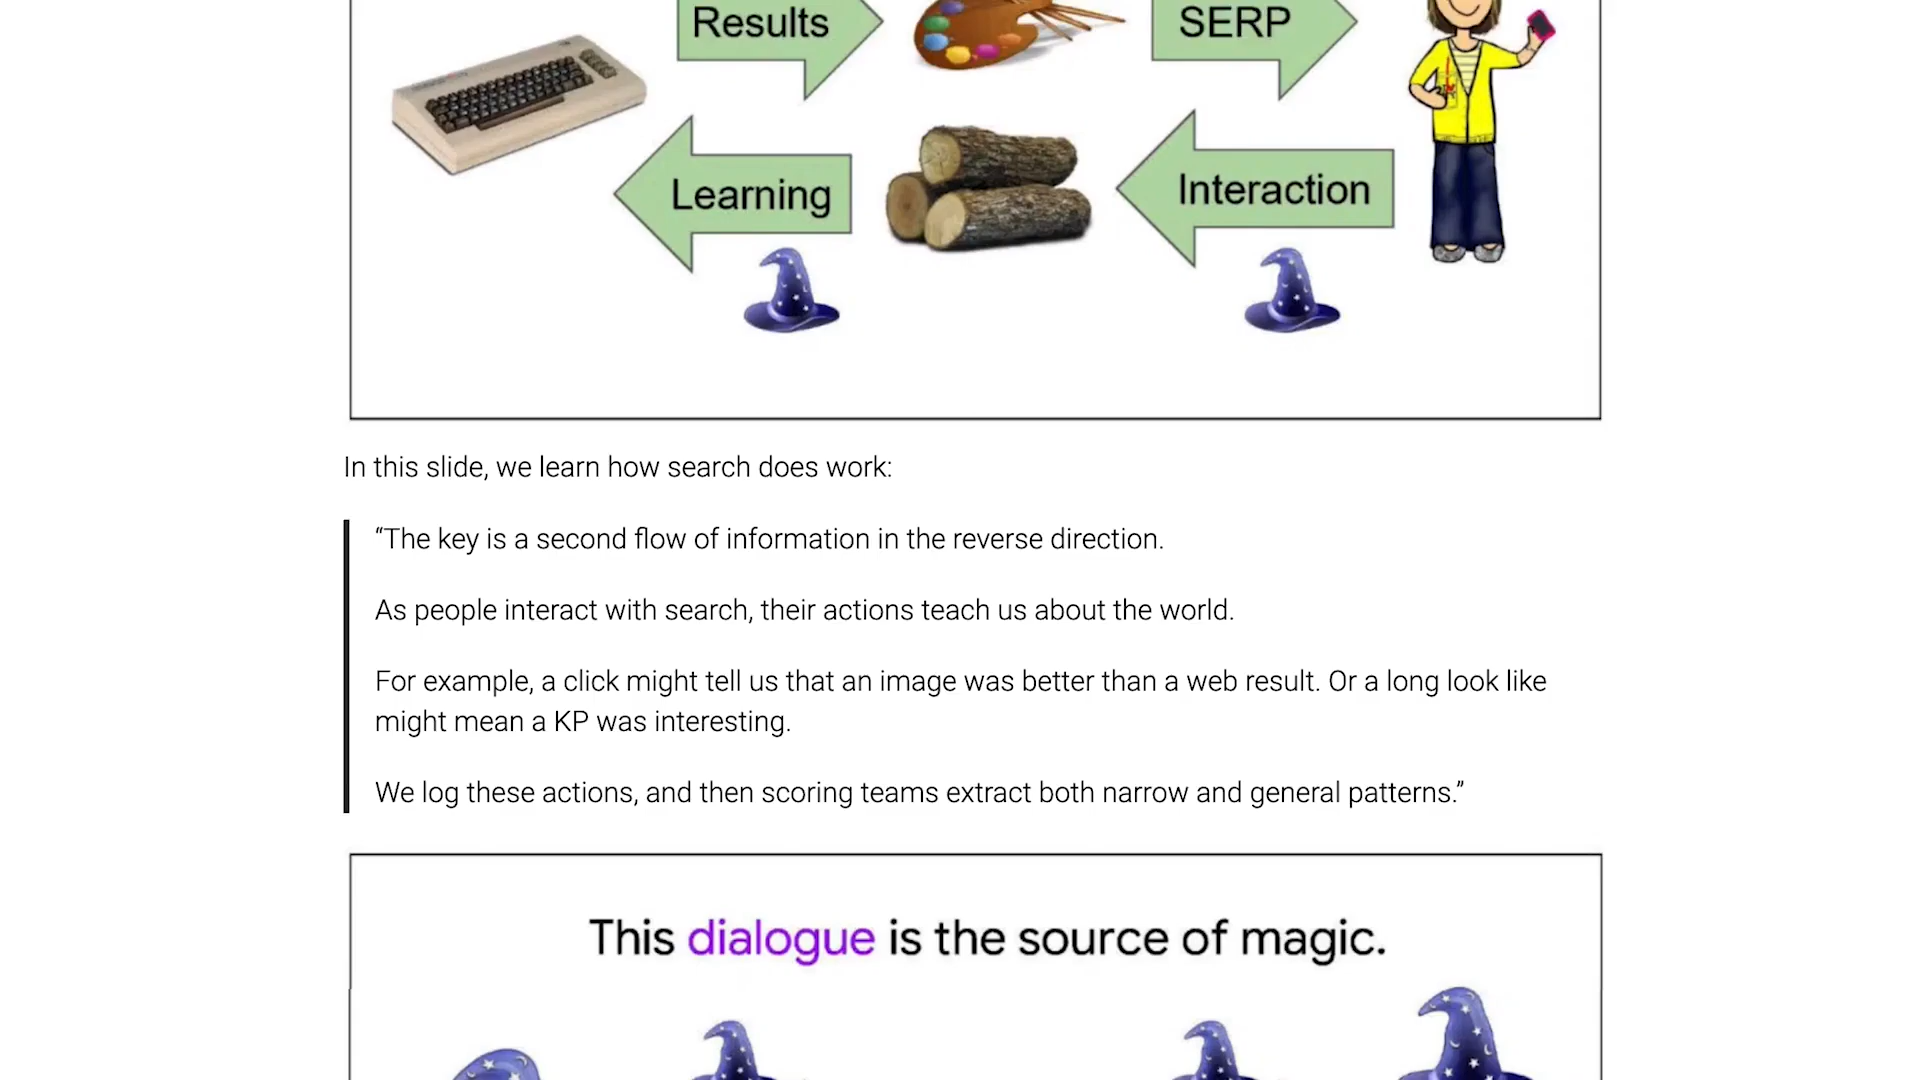 Results
SERP
Learning
Interaction
In this slide, we learn how search does work:
“The key is a second flow of information in the reverse direction.
As people interact with search, their actions teach us about the world.
For example, a click might tell us that an image was better than a web result. Or a long look like
might mean a KP was interesting.
We log these actions, and then scoring teams extract both narrow and general patterns.”
This dialogue is the source of magic.